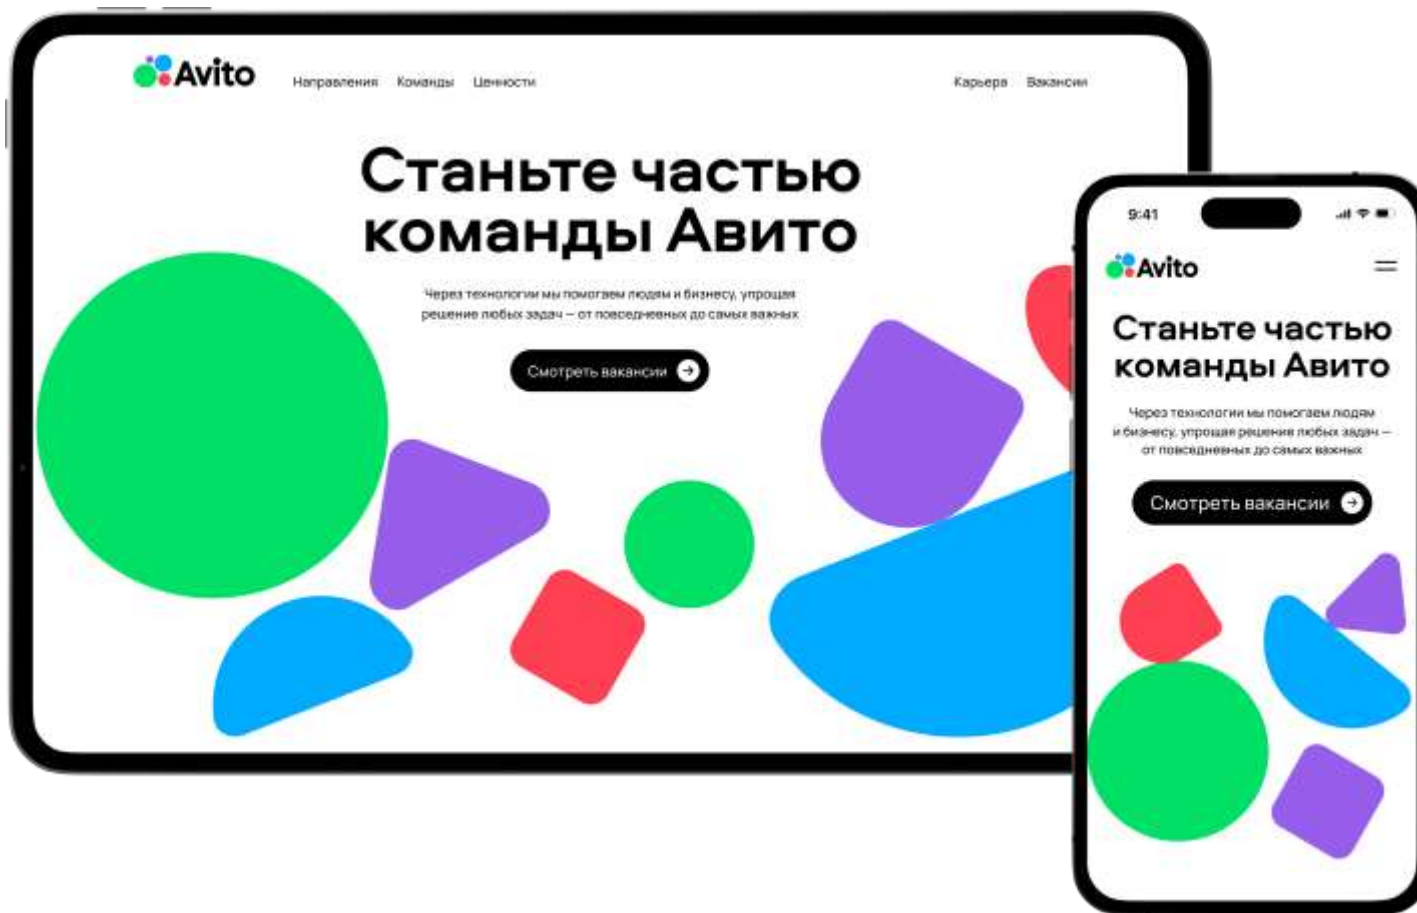 Avito
Направления Команды Ценности
Карьера Вакансии
Станьте частью
команды Авито
Через технологии мы помогаем людям и бизнесу, упрощая
решение любых задач — от повседневных до самых важных
Смотреть вакансии
9:41
Avito
Станьте частью
команды Авито
Через технологии мы помогаем людям
и бизнесу, упрощая решение любых задач —
от повседневных до самых важных
Смотреть вакансии